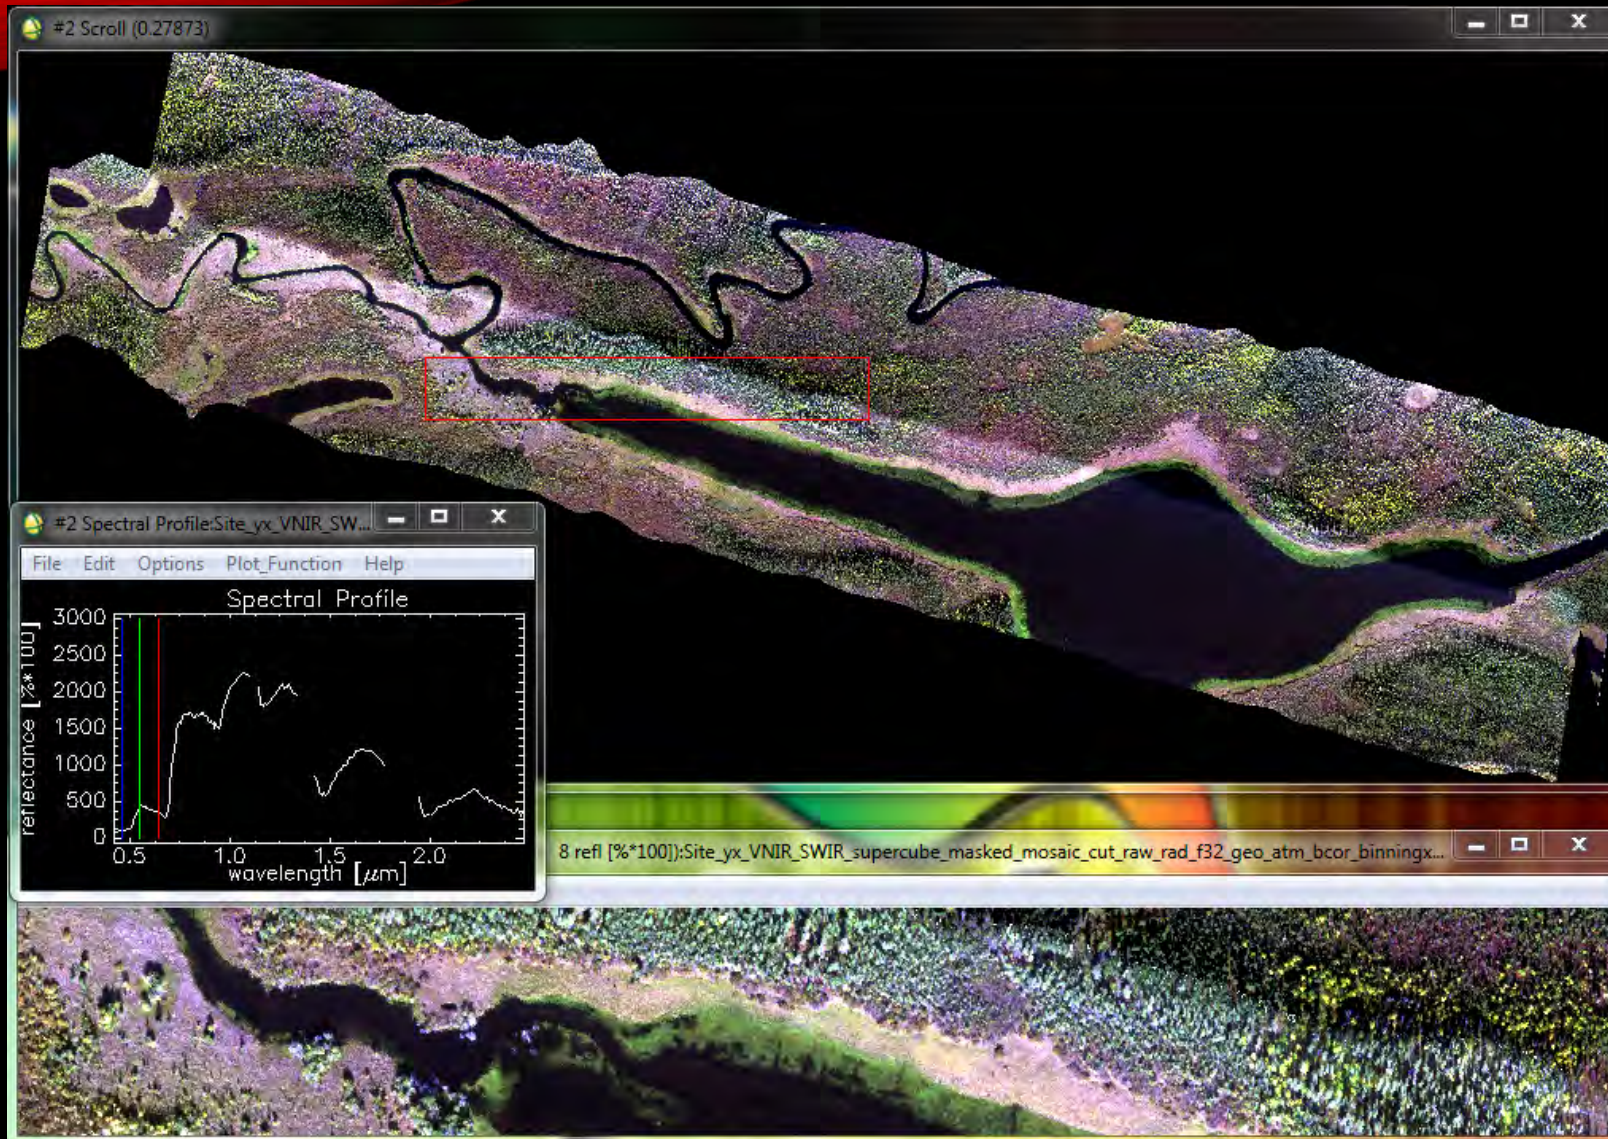 #2 Scroll (0.27873)
#2 Spectral Profile:Site_yx_VNIR_SW...
File Edit Options Plot_Function Help
Spectral Profile
reflectance [%*100]
3000
2500
2000
1500
1000
500
0
0.5 1.0 1.5 2.0
wavelength [μm]
8 refl [%*100]):Site_yx_VNIR_SWIR_supercube_masked_mosaic_cut_raw_rad_f32_geo_atm_bcor_binningx...